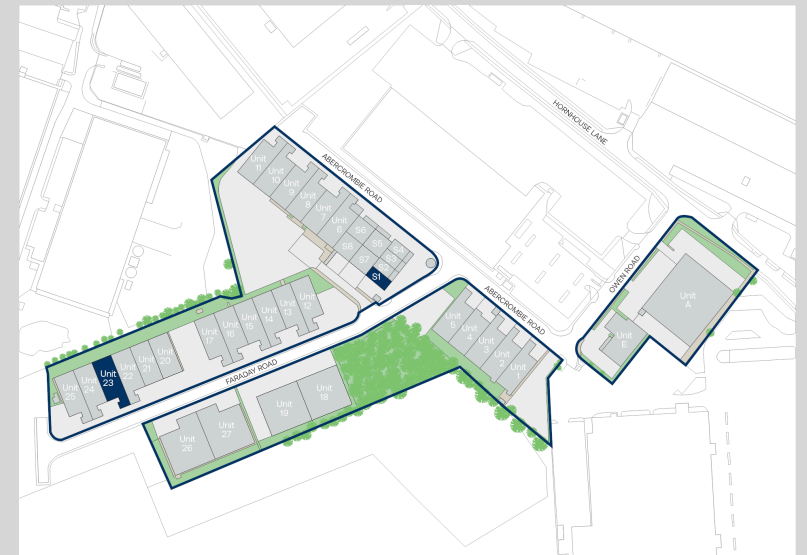 HORNHOUSE LANE
ABERCROMBIE ROAD
Unit
11
Unit
10
Unit
9
Unit
8
Unit
7
Unit
6
S6
S5
S4
S3
S8
S7
S1
OWEN ROAD
Unit
A
Unit
E
ABERCROMBIE ROAD
Unit
5
Unit
4
Unit
3
Unit
2
Unit
Unit
12
Unit
13
Unit
14
Unit
15
Unit
16
Unit
17
Unit
20
Unit
21
Unit
22
Unit
23
Unit
24
Unit
25
FARADAY ROAD
Unit
18
Unit
19
Unit
27
Unit
26